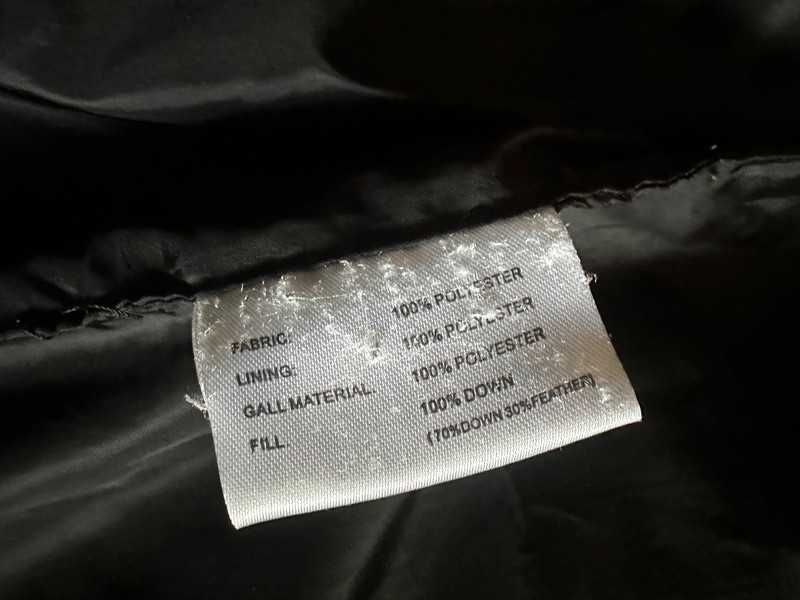 FABRIC: 100% POLYESTER
LINING: 100% POLYESTER
GALL MATERIAL. 100% POLYESTER
FILL. 100% DOWN
(70%DOWN 30%FEATHER)